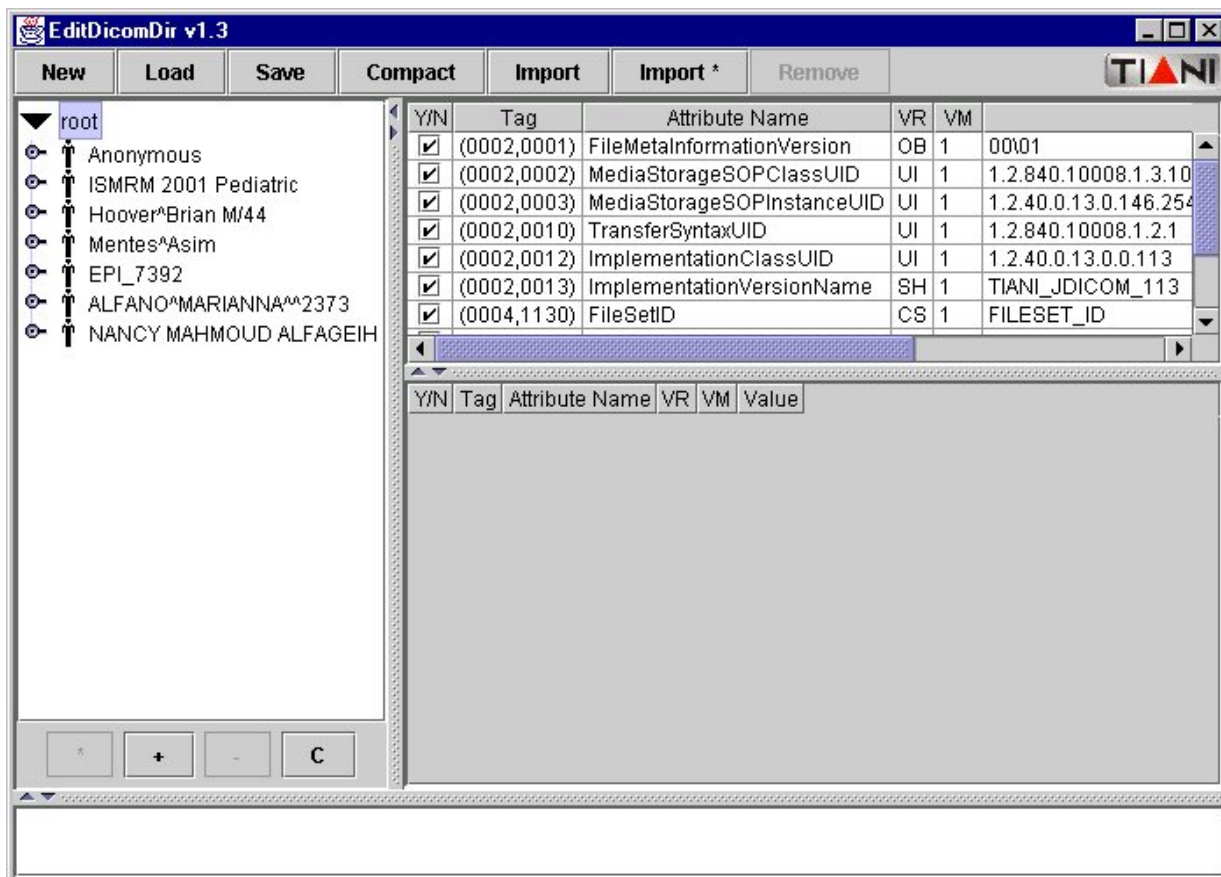 EditDicomDir v1.3
New Load Save Compact Import Import * Remove
TIANI
root
Anonymous
ISMRM 2001 Pediatric
Hoover^Brian M/44
Mentes^Asim
EPI_7392
ALFANO^MARIANNA^^2373
NANCY MAHMOUD ALFAGEIH
* + - C
Y/N Tag Attribute Name VR VM
(0002,0001) FileMetaInformationVersion OB 1 00\01
(0002,0002) MediaStorageSOPClassUID UI 1 1.2.840.10008.1.3.10
(0002,0003) MediaStorageSOPInstanceUID UI 1 1.2.40.0.13.0.146.254
(0002,0010) TransferSyntaxUID UI 1 1.2.840.10008.1.2.1
(0002,0012) ImplementationClassUID UI 1 1.2.40.0.13.0.0.113
(0002,0013) ImplementationVersionName SH 1 TIANI_JDICOM_113
(0004,1130) FileSetID CS 1 FILESET_ID
Y/N Tag Attribute Name VR VM Value